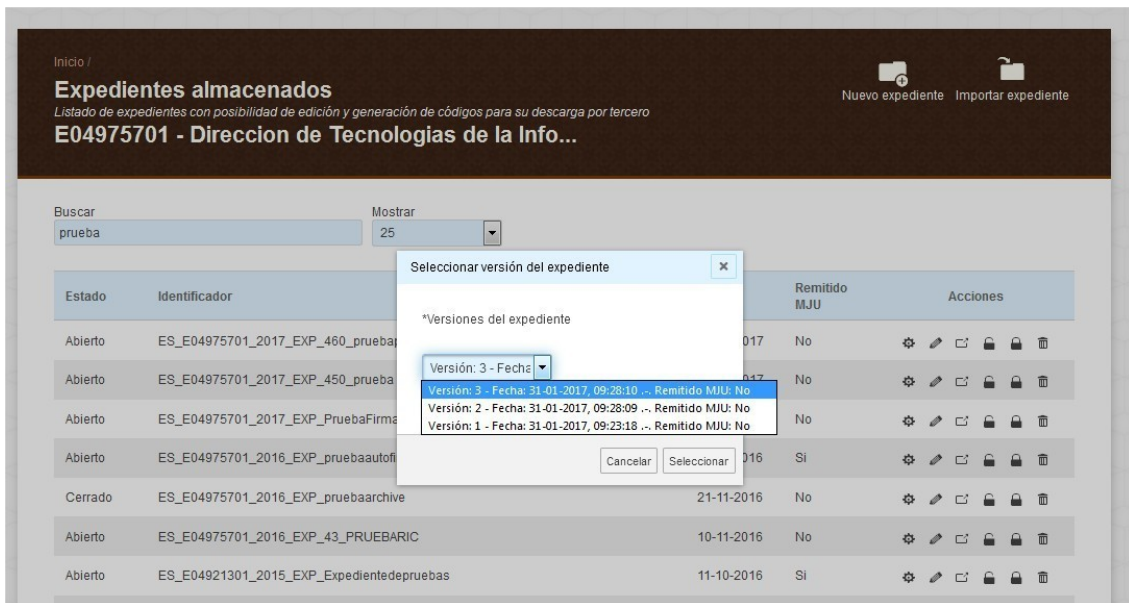 Inicio /
Expedientes almacenados
Listado de expedientes con posibilidad de edición y generación de códigos para su descarga por tercero
E04975701 - Direccion de Tecnologias de la Info...
Nuevo expediente Importar expediente
Buscar Mostrar
prueba 25
Seleccionar versión del expediente
*Versiones del expediente
Versión: 3 - Fecha
Versión: 3 - Fecha: 31-01-2017, 09:28:10 .-. Remitido MJU: No
Versión: 2 - Fecha: 31-01-2017, 09:28:09 .-. Remitido MJU: No
Versión: 1 - Fecha: 31-01-2017, 09:23:18 .-. Remitido MJU: No
Cancelar Seleccionar
Estado Identificador Remitido MJU Acciones
Abierto ES_E04975701_2017_EXP_460_pruebap 017 No
Abierto ES_E04975701_2017_EXP_450_prueba 017 No
Abierto ES_E04975701_2017_EXP_PruebaFirma No
Abierto ES_E04975701_2016_EXP_pruebaautofi 016 Si
Cerrado ES_E04975701_2016_EXP_pruebaarchive 21-11-2016 No
Abierto ES_E04975701_2016_EXP_43_PRUEBARIC 10-11-2016 No
Abierto ES_E04921301_2015_EXP_Expedientedepruebas 11-10-2016 Si